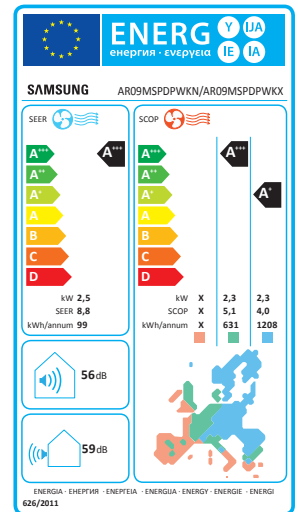 ENERG Y IJA
енергия · ενεργεια IE IA
SAMSUNG AR09MSPDPWKN/AR09MSPDPWKX
SEER SCOP
A+++ A+++ A+++ A+++
A++ A++
A+ A+ A+
A A
B B
C C
D D
kW 2,5 kW X 2,3 2,3
SEER 8,8 SCOP X 5,1 4,0
kWh/annum 99 kWh/annum X 631 1208
56dB
59dB
ENERGIA · ЕНЕРГИЯ · ΕΝΕΡΓΕΙΑ · ENERGIJA · ENERGY · ENERGIE · ENERGI
626/2011